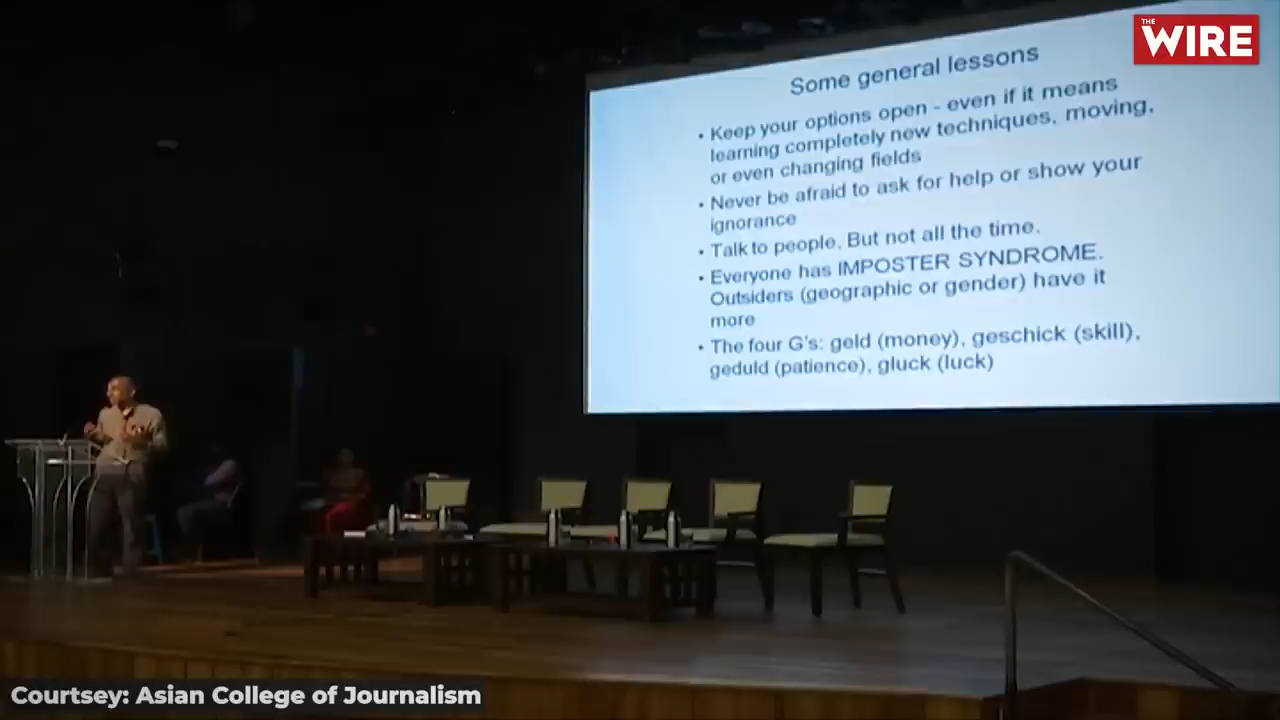 THE
WIRE
Some general lessons
• Keep your options open - even if it means
learning completely new techniques, moving,
or even changing fields
• Never be afraid to ask for help or show your
ignorance
• Talk to people. But not all the time.
• Everyone has IMPOSTER SYNDROME.
Outsiders (geographic or gender) have it
more
• The four G's: geld (money), geschick (skill),
geduld (patience), gluck (luck)
Courtsey: Asian College of Journalism